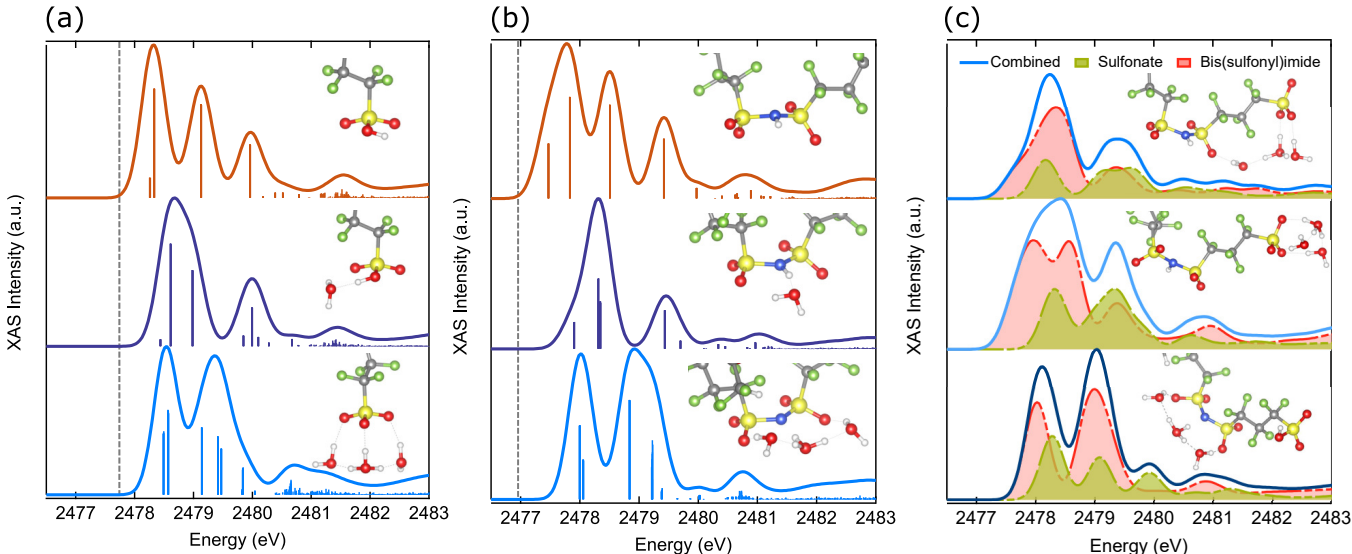 (a)
(b)
(c)
Combined
Sulfonate
Bis(sulfonyl)imide
XAS Intensity (a.u.)
XAS Intensity (a.u.)
XAS Intensity (a.u.)
2477 2478 2479 2480 2481 2482 2483
2477 2478 2479 2480 2481 2482 2483
2477 2478 2479 2480 2481 2482 2483
Energy (eV)
Energy (eV)
Energy (eV)